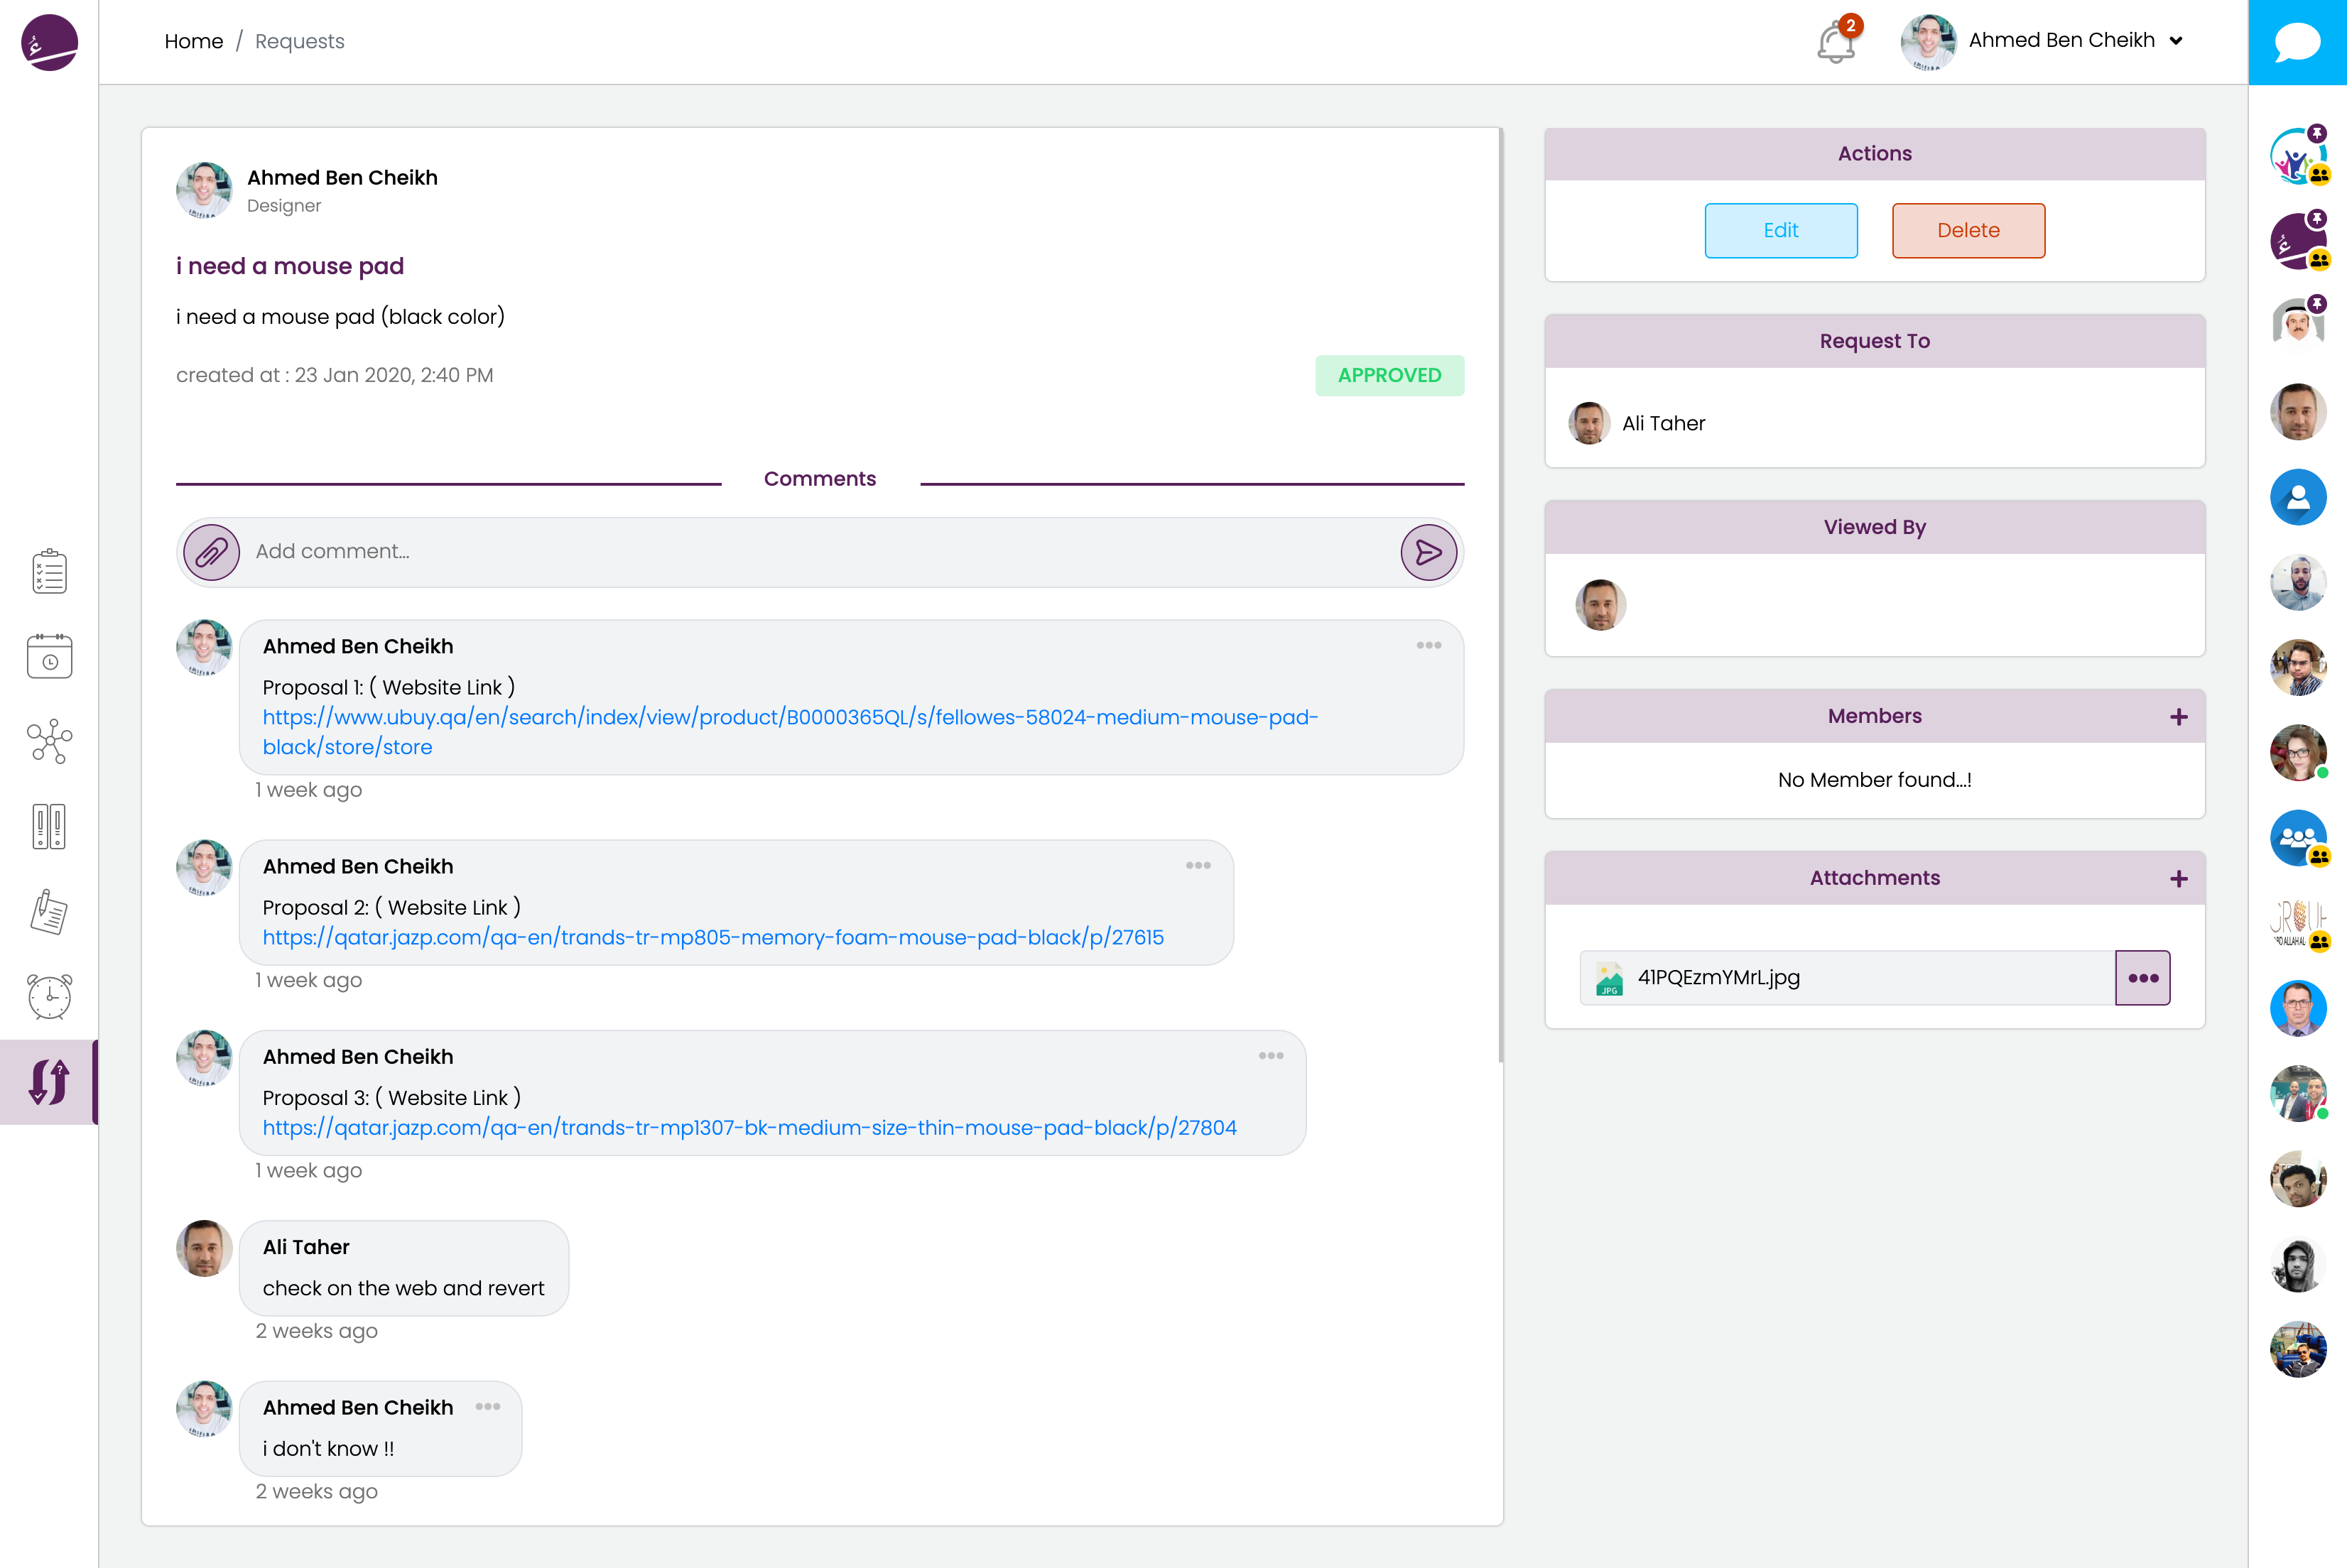 Home / Requests
2
Ahmed Ben Cheikh
Ahmed Ben Cheikh
Designer
i need a mouse pad
i need a mouse pad (black color)
created at : 23 Jan 2020, 2:40 PM
APPROVED
Comments
Add comment...
Ahmed Ben Cheikh
Proposal 1: ( Website Link )
https://www.ubuy.qa/en/search/index/view/product/B0000365QL/s/fellowes-58024-medium-mouse-pad-
black/store/store
1 week ago
Ahmed Ben Cheikh
Proposal 2: ( Website Link )
https://qatar.jazp.com/qa-en/trands-tr-mp805-memory-foam-mouse-pad-black/p/27615
1 week ago
Ahmed Ben Cheikh
Proposal 3: ( Website Link )
https://qatar.jazp.com/qa-en/trands-tr-mp1307-bk-medium-size-thin-mouse-pad-black/p/27804
1 week ago
Ali Taher
check on the web and revert
2 weeks ago
Ahmed Ben Cheikh
i don't know !!
2 weeks ago
Actions
Edit
Delete
Request To
Ali Taher
Viewed By
Members
No Member found...!
Attachments
JPG
41PQEzmYMrL.jpg